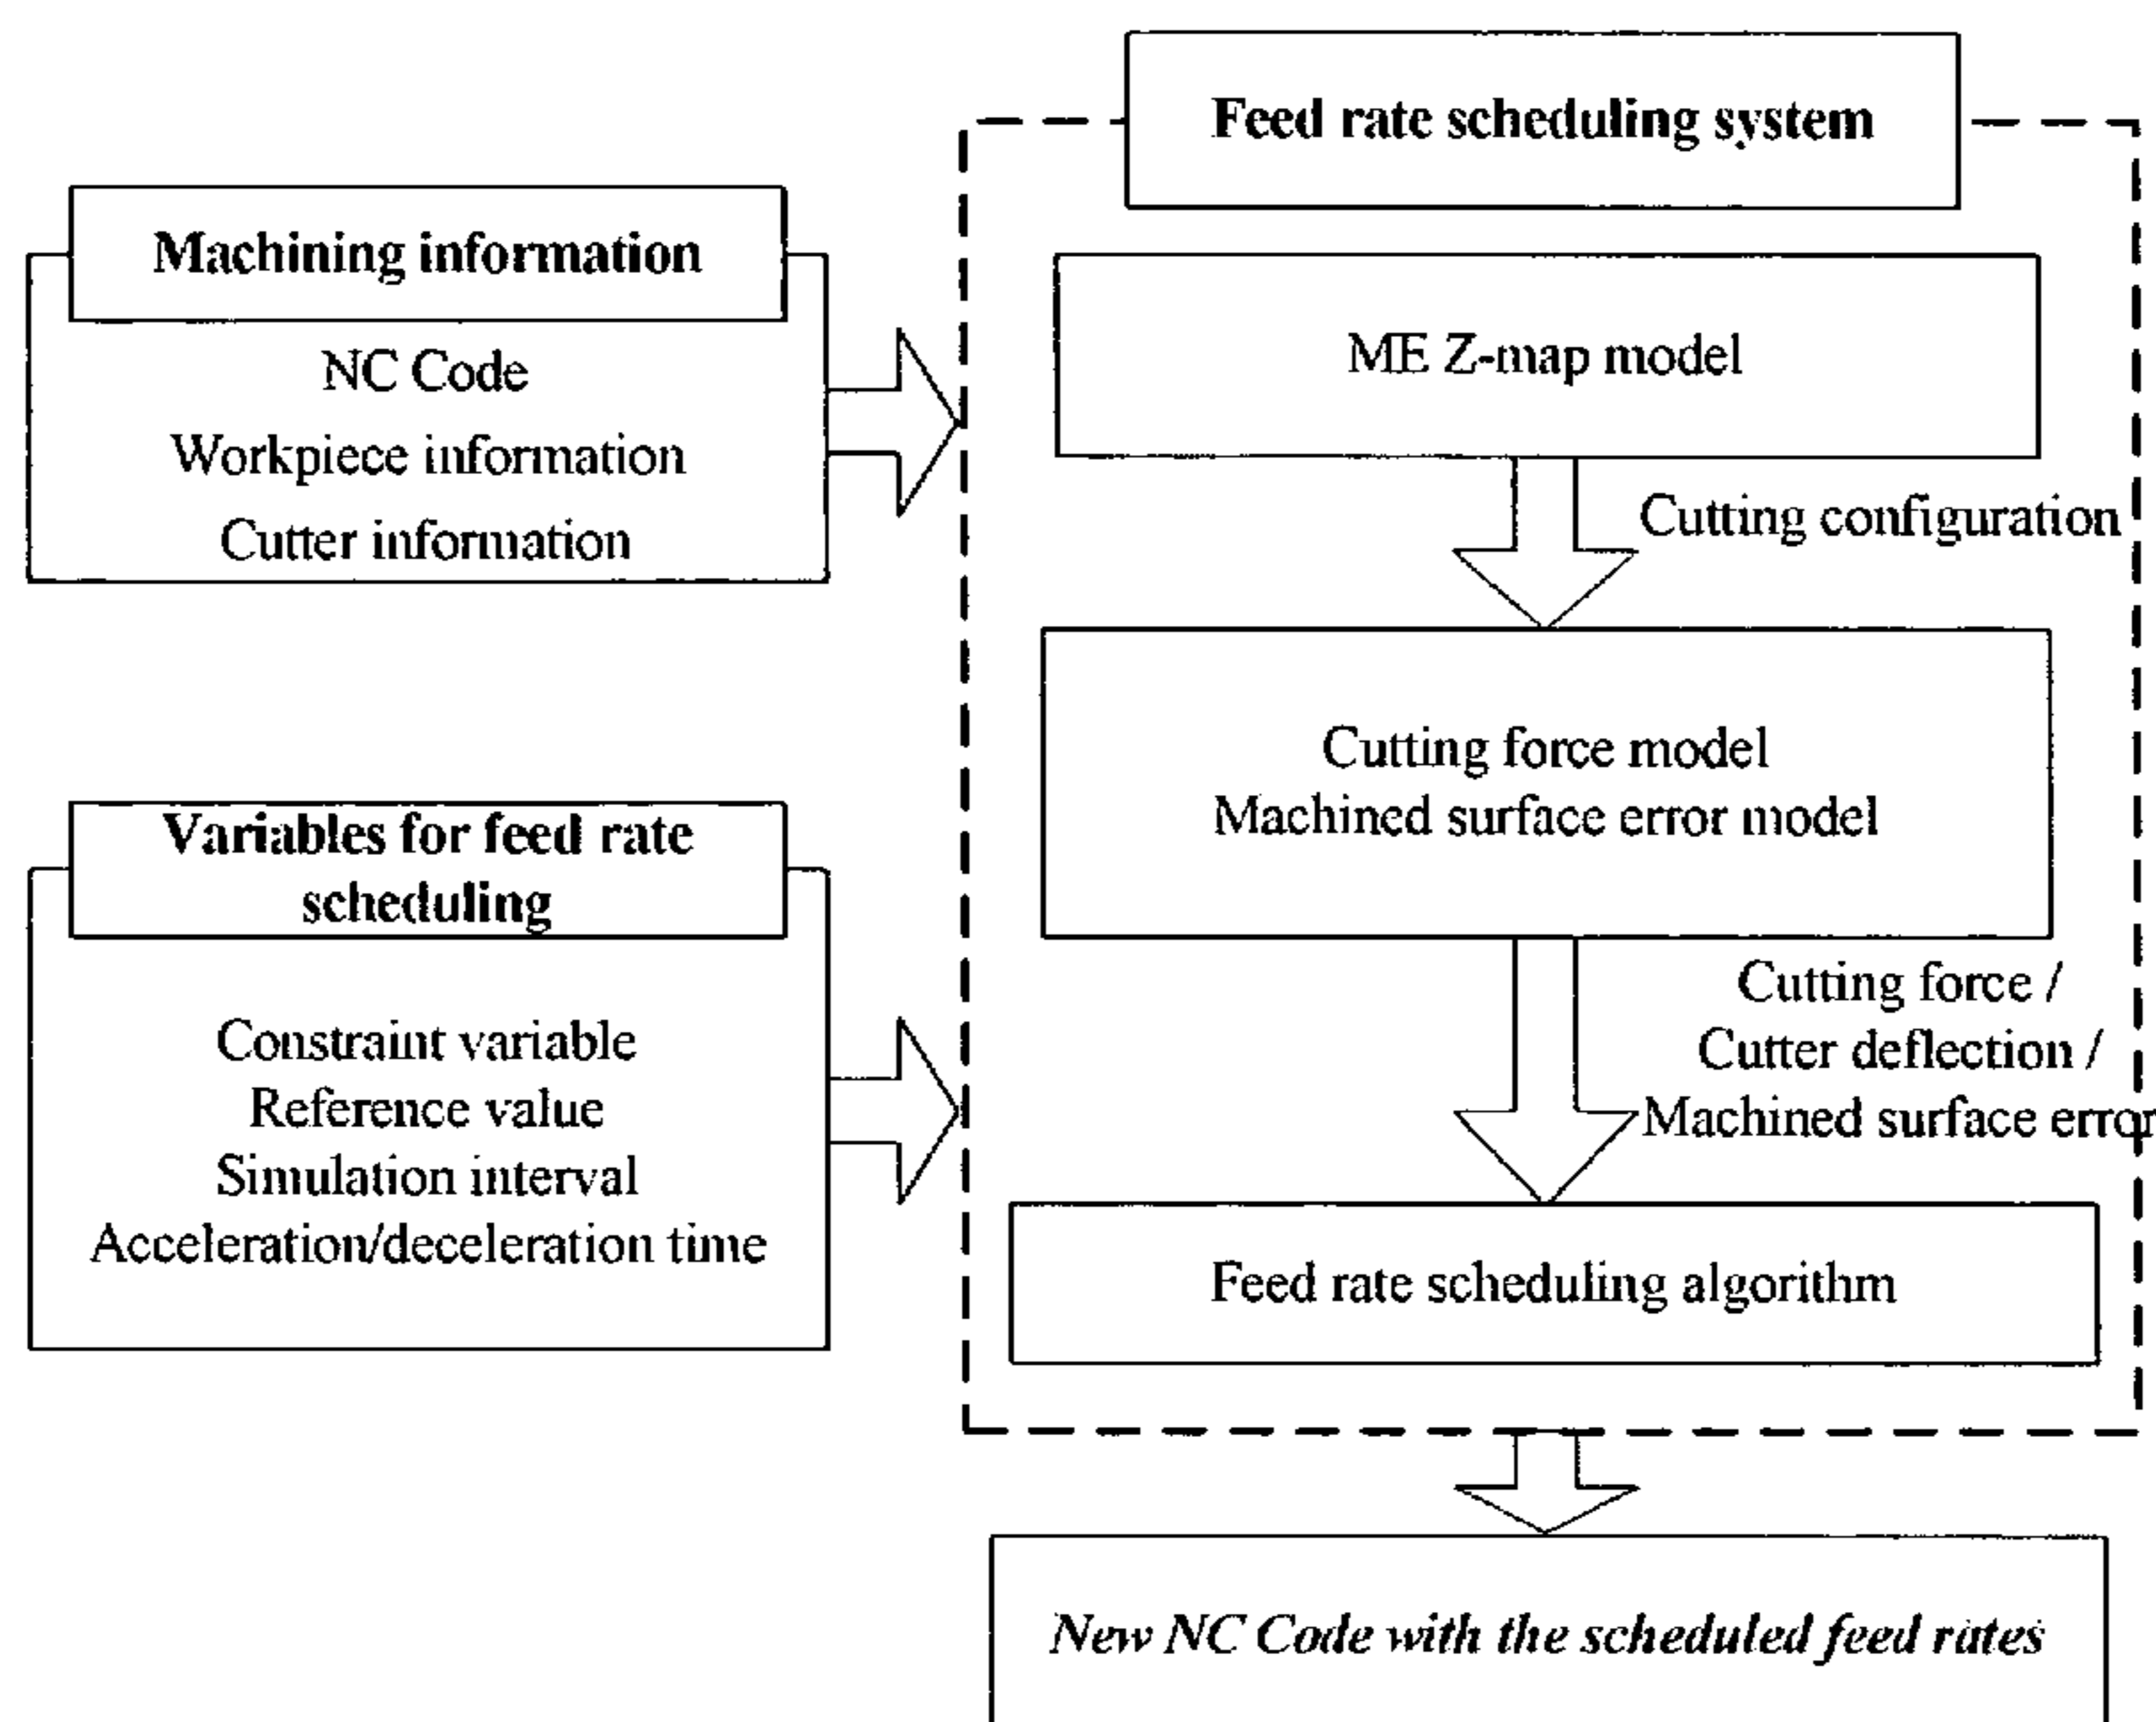 Feed rate scheduling system
Machining information
NC Code
Workpiece information
Cutter information
Variables for feed rate
scheduling
Constraint variable
Reference value
Simulation interval
Acceleration/deceleration time
ME Z-map model
Cutting configuration
Cutting force model
Machined surface error model
Cutting force /
Cutter deflection /
Machined surface error
Feed rate scheduling algorithm
New NC Code with the scheduled feed rates